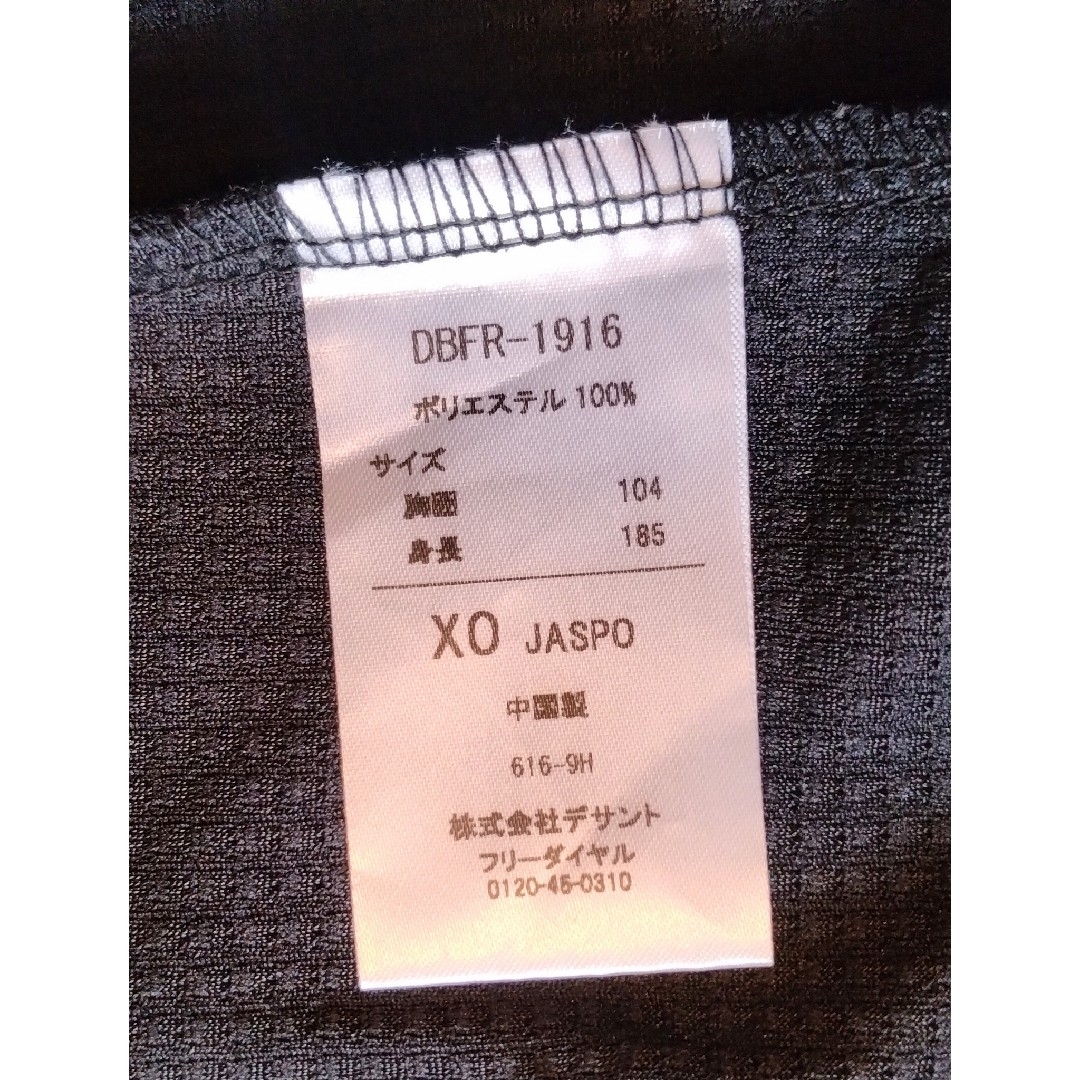 DBFR-1916
ポリエステル 100%
サイズ
胸囲 104
身長 185
XO JASPO
中国製
616-9H
株式会社デサント
フリーダイヤル
0120-46-0310